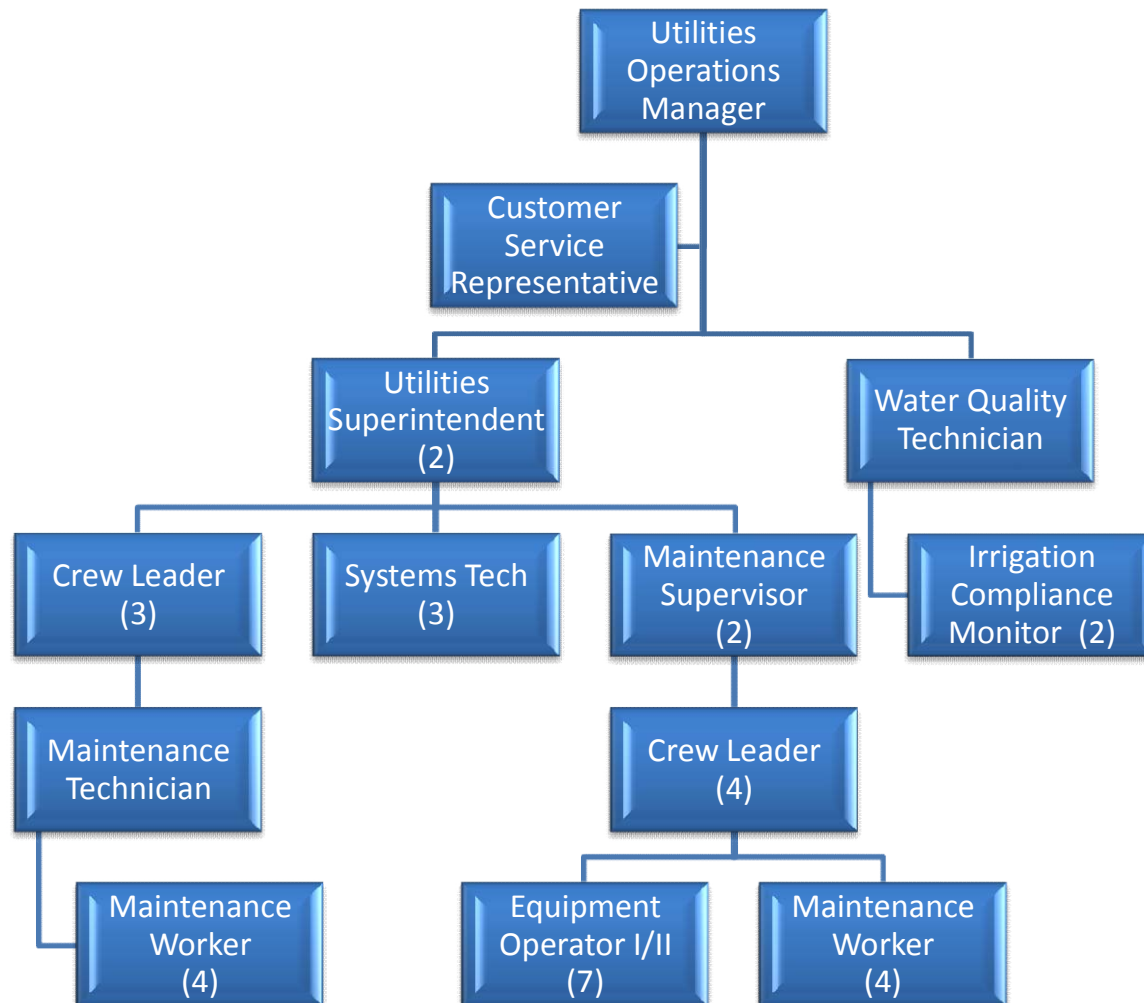 Utilities
Operations
Manager
Customer
Service
Representative
Utilities
Superintendent
(2)
Water Quality
Technician
Crew Leader
(3)
Systems Tech
(3)
Maintenance
Supervisor
(2)
Irrigation
Compliance
Monitor (2)
Maintenance
Technician
Crew Leader
(4)
Maintenance
Worker
(4)
Equipment
Operator I/II
(7)
Maintenance
Worker
(4)